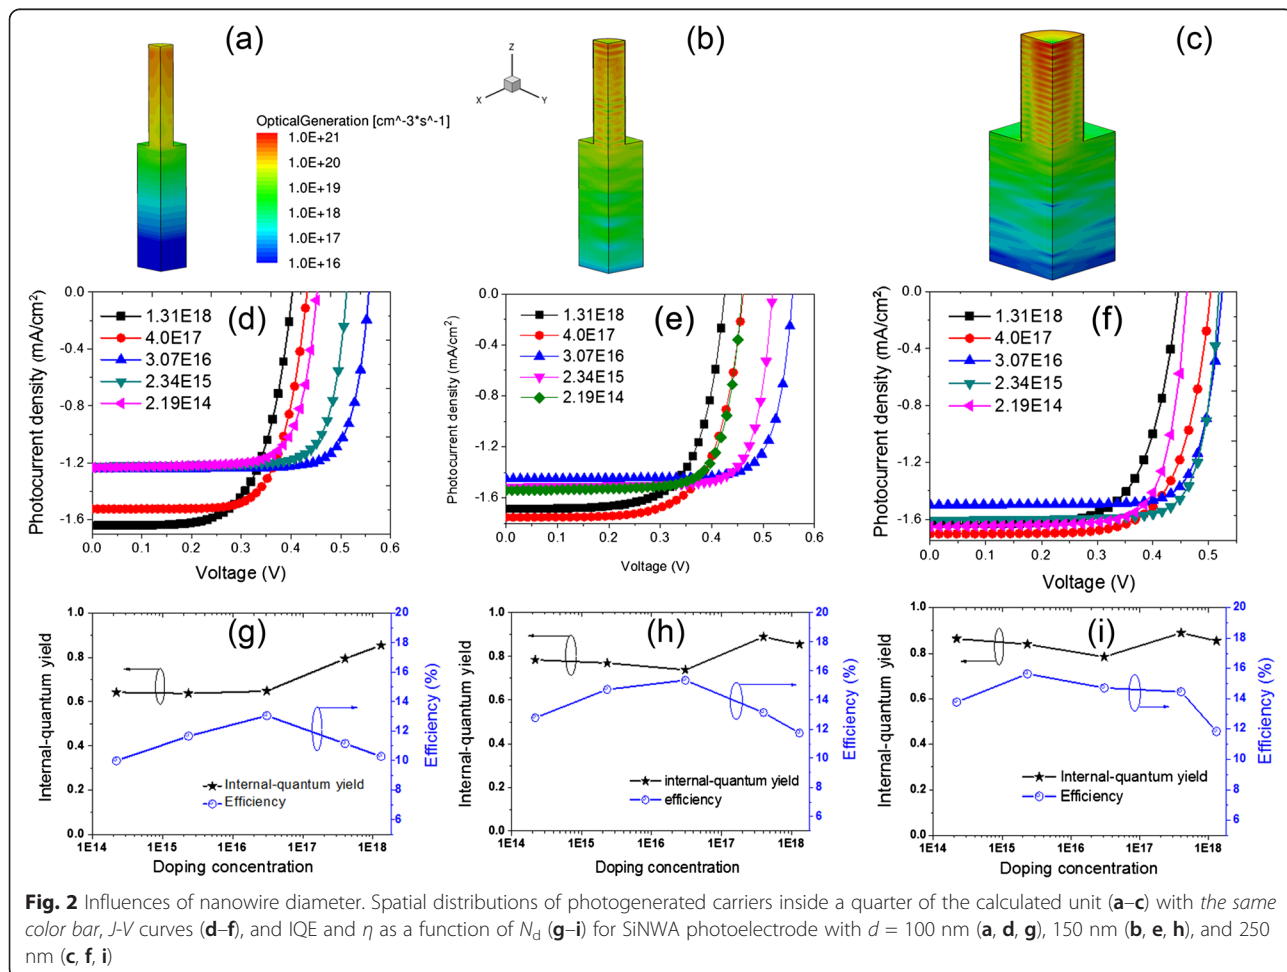 (a)
(b)
(c)
Z
X
Y
OpticalGeneration [cm^-3*s^-1]
1.0E+21
1.0E+20
1.0E+19
1.0E+18
1.0E+17
1.0E+16
Photocurrent density (mA/cm²)
0.0
-0.4
-0.8
-1.2
-1.6
(d)
1.31E18
4.0E17
3.07E16
2.34E15
2.19E14
0.0 0.1 0.2 0.3 0.4 0.5 0.6
Voltage (V)
Photocurrent density (mA/cm²)
0.0
-0.4
-0.8
-1.2
-1.6
(e)
1.31E18
4.0E17
3.07E16
2.34E15
2.19E14
0.0 0.1 0.2 0.3 0.4 0.5 0.6
Voltage (V)
Photocurrent density (mA/cm²)
0.0
-0.4
-0.8
-1.2
-1.6
(f)
1.31E18
4.0E17
3.07E16
2.34E15
2.19E14
0.0 0.1 0.2 0.3 0.4 0.5
Voltage (V)
Internal-quantum yield
1.0
0.8
0.6
0.4
0.2
0.0
(g)
Internal-quantum yield
Efficiency
20
18
16
14
12
10
8
6
Efficiency (%)
1E14 1E15 1E16 1E17 1E18
Doping concentration
Internal-quantum yield
1.0
0.8
0.6
0.4
0.2
0.0
(h)
internal-quantum yield
efficiency
20
18
16
14
12
10
8
6
Efficiency (%)
1E14 1E15 1E16 1E17 1E18
Doping concentration
Internal-quantum yield
1.0
0.8
0.6
0.4
0.2
0.0
(i)
Internal-quantum yield
Efficiency
20
18
16
14
12
10
8
6
Efficiency (%)
1E14 1E15 1E16 1E17 1E18
Doping concentration
Fig. 2 Influences of nanowire diameter. Spatial distributions of photogenerated carriers inside a quarter of the calculated unit (a–c) with the same
color bar, J-V curves (d–f), and IQE and η as a function of Nd (g–i) for SiNWA photoelectrode with d = 100 nm (a, d, g), 150 nm (b, e, h), and 250
nm (c, f, i)